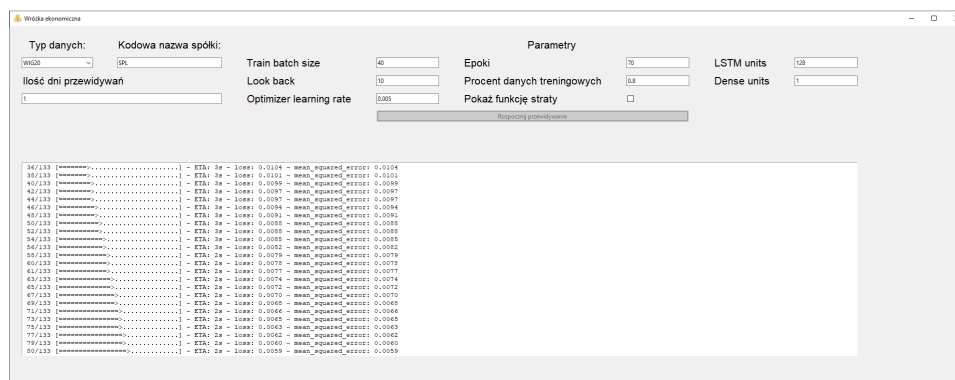 Wróżka ekonomiczna
Typ danych: Kodowa nazwa spółki: Parametry
WIG20 SPL Train batch size 40 Epoki 70 LSTM units 128
Ilość dni przewidywań Look back 10 Procent danych treningowych 0.8 Dense units 1
1 Optimizer learning rate 0.005 Pokaż funkcję straty
Rozpocznij przewidywanie
36/133 [=======>......................] - ETA: 3s - loss: 0.0104 - mean_squared_error: 0.0104
38/133 [=======>......................] - ETA: 3s - loss: 0.0101 - mean_squared_error: 0.0101
40/133 [========>.....................] - ETA: 3s - loss: 0.0099 - mean_squared_error: 0.0099
42/133 [========>.....................] - ETA: 3s - loss: 0.0097 - mean_squared_error: 0.0097
44/133 [========>.....................] - ETA: 3s - loss: 0.0097 - mean_squared_error: 0.0097
46/133 [=========>....................] - ETA: 3s - loss: 0.0094 - mean_squared_error: 0.0094
48/133 [=========>....................] - ETA: 3s - loss: 0.0091 - mean_squared_error: 0.0091
50/133 [==========>...................] - ETA: 3s - loss: 0.0088 - mean_squared_error: 0.0088
52/133 [==========>...................] - ETA: 3s - loss: 0.0088 - mean_squared_error: 0.0088
54/133 [===========>..................] - ETA: 3s - loss: 0.0085 - mean_squared_error: 0.0085
56/133 [===========>..................] - ETA: 3s - loss: 0.0082 - mean_squared_error: 0.0082
58/133 [============>.................] - ETA: 2s - loss: 0.0079 - mean_squared_error: 0.0079
60/133 [============>.................] - ETA: 2s - loss: 0.0078 - mean_squared_error: 0.0078
61/133 [============>.................] - ETA: 2s - loss: 0.0077 - mean_squared_error: 0.0077
63/133 [=============>................] - ETA: 2s - loss: 0.0074 - mean_squared_error: 0.0074
65/133 [=============>................] - ETA: 2s - loss: 0.0072 - mean_squared_error: 0.0072
67/133 [==============>...............] - ETA: 2s - loss: 0.0070 - mean_squared_error: 0.0070
69/133 [==============>...............] - ETA: 2s - loss: 0.0068 - mean_squared_error: 0.0068
71/133 [===============>..............] - ETA: 2s - loss: 0.0066 - mean_squared_error: 0.0066
73/133 [===============>..............] - ETA: 2s - loss: 0.0065 - mean_squared_error: 0.0065
75/133 [===============>..............] - ETA: 2s - loss: 0.0063 - mean_squared_error: 0.0063
77/133 [================>.............] - ETA: 2s - loss: 0.0062 - mean_squared_error: 0.0062
79/133 [================>.............] - ETA: 2s - loss: 0.0060 - mean_squared_error: 0.0060
80/133 [=================>............] - ETA: 2s - loss: 0.0059 - mean_squared_error: 0.0059